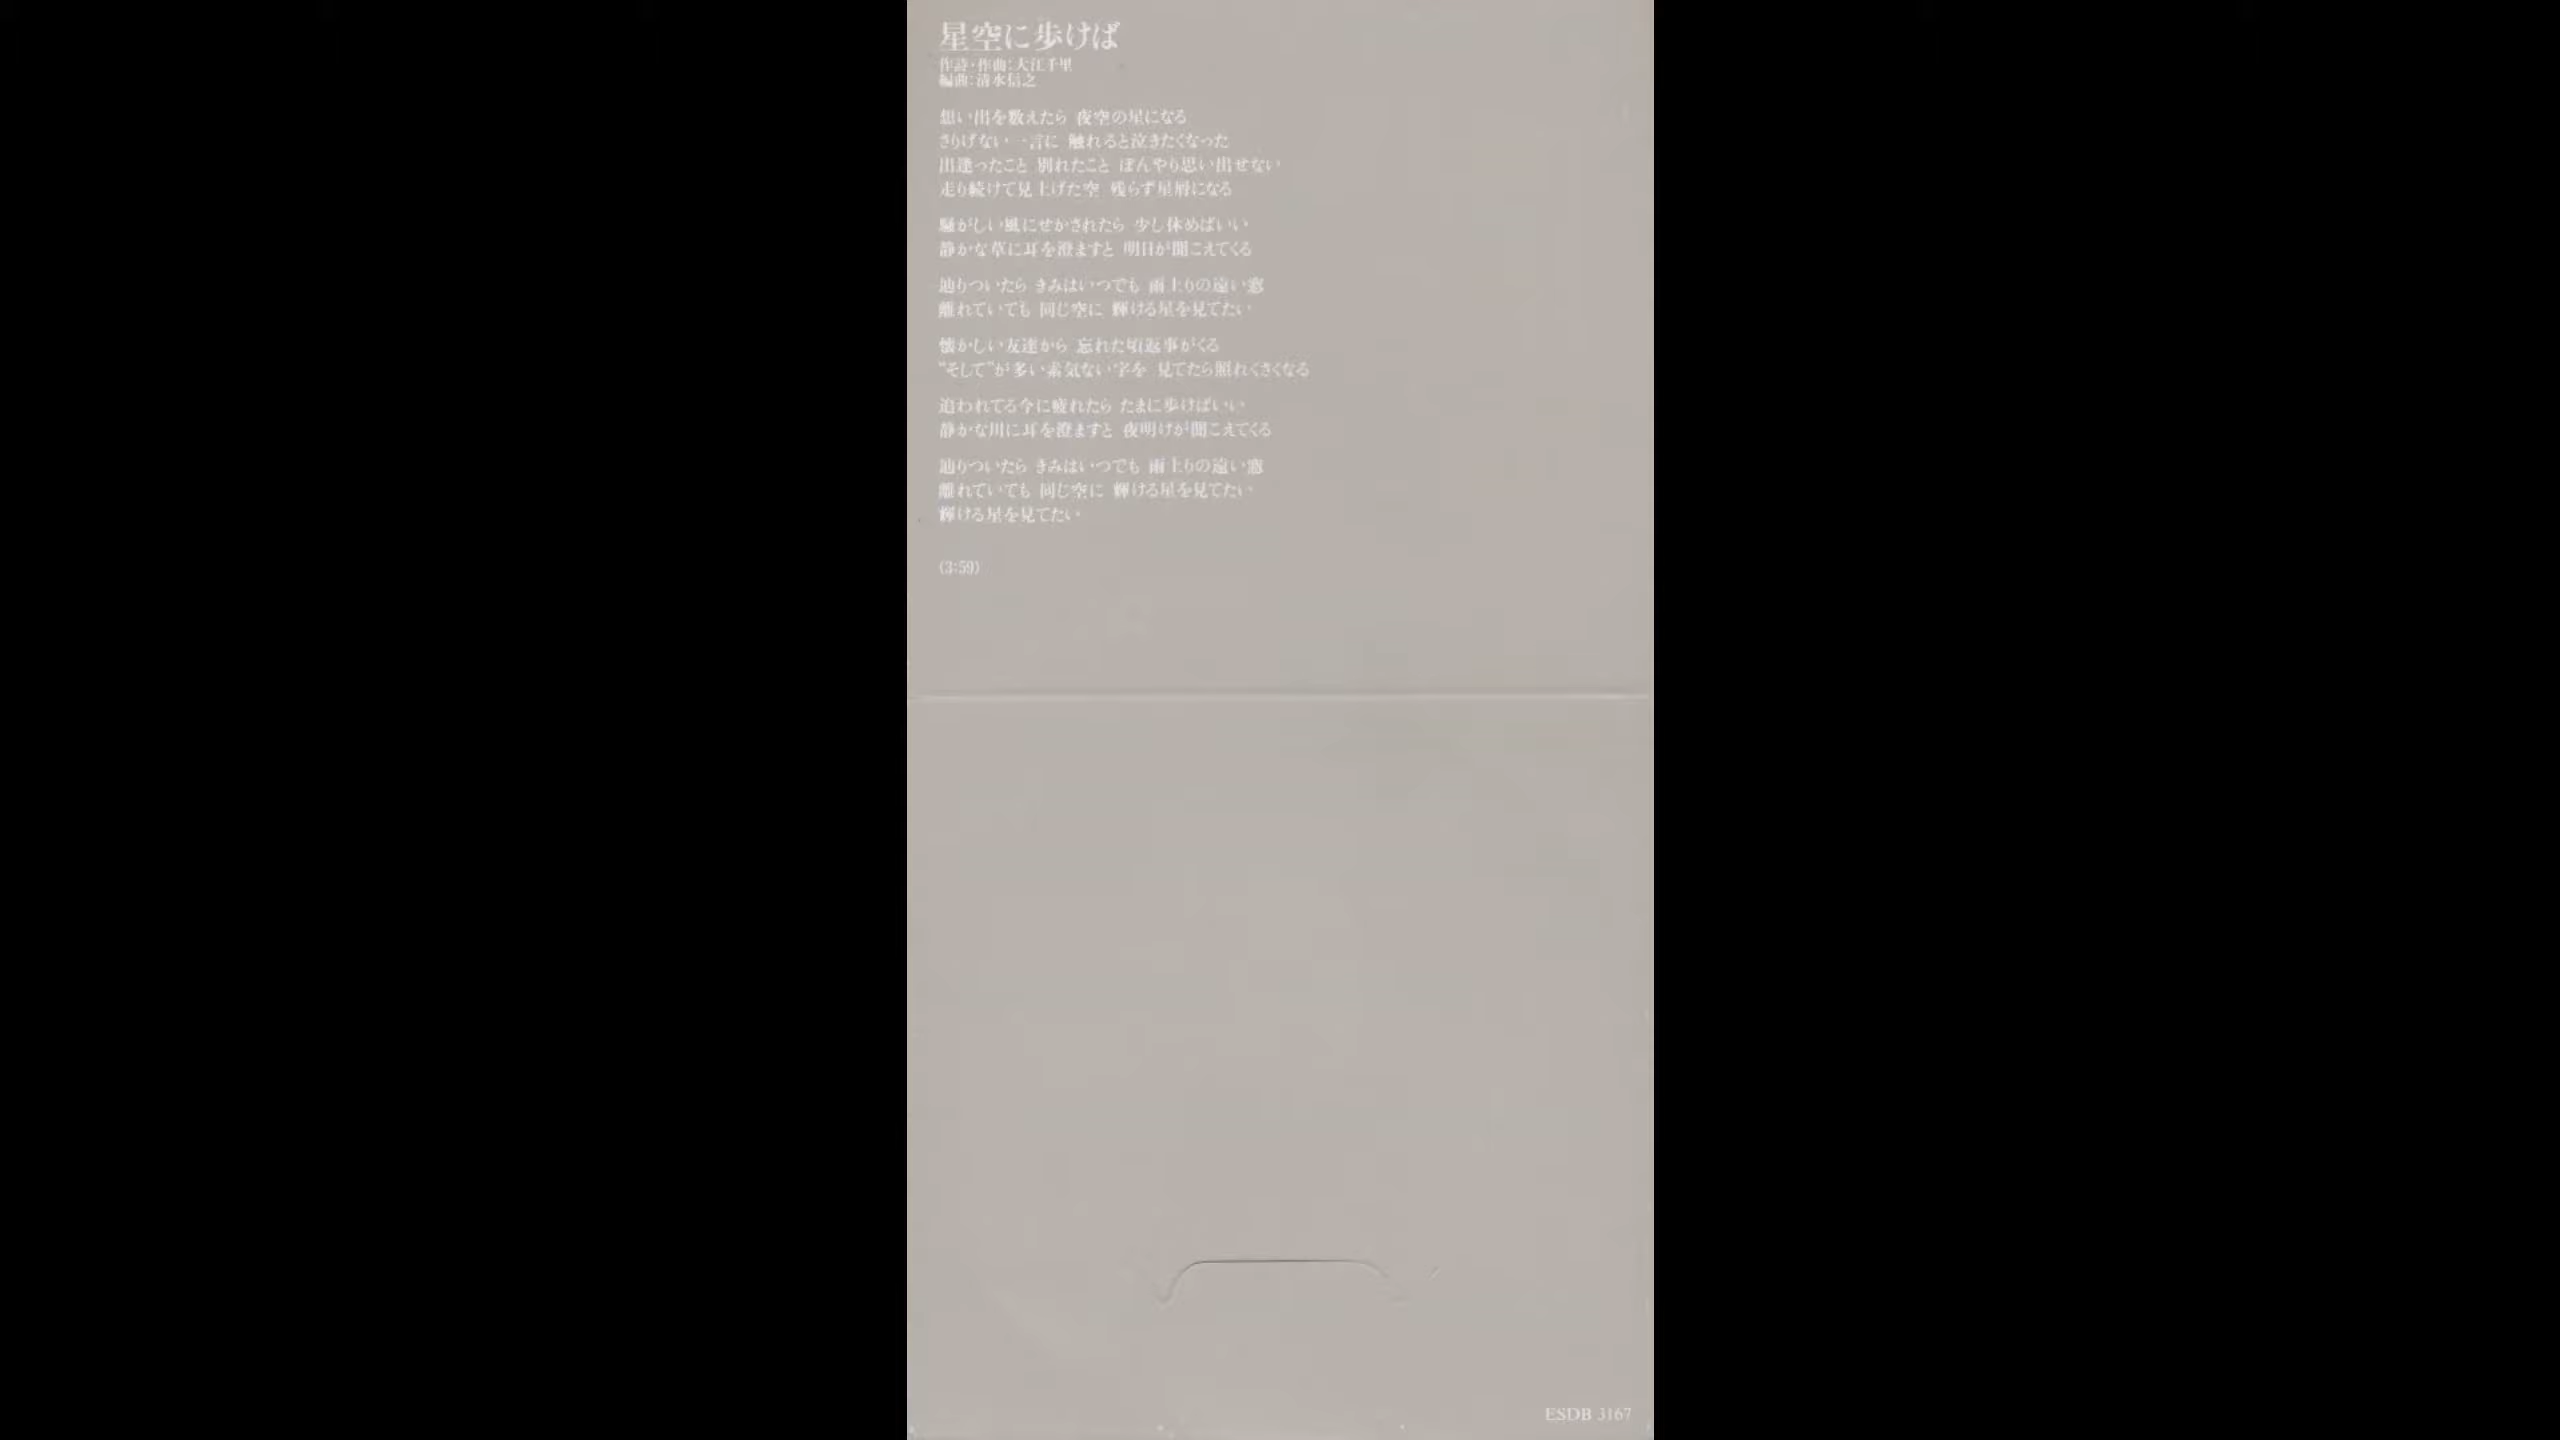 星空に歩けば
作詩・作曲：大江千里
編曲：清水信之
想い出を数えたら 夜空の星になる
さりげない一言に 触れると泣きたくなった
出逢ったこと 別れたこと ぼんやり思い出せない
走り続けて見上げた空 残らず星屑になる
騒がしい風にせかされたら 少し休めばいい
静かな草に耳を澄ますと 明日が聞こえてくる
辿りついたら きみはいつでも 雨上りの遠い窓
離れていても 同じ空に 輝ける星を見てたい
懐かしい友達から 忘れた頃返事がくる
“そして”が多い素気ない字を 見てたら照れくさくなる
追われてる今に疲れたら たまに歩けばいい
静かな川に耳を澄ますと 夜明けが聞こえてくる
辿りついたら きみはいつでも 雨上りの遠い窓
離れていても 同じ空に 輝ける星を見てたい
輝ける星を見てたい
(3:59)
ESDB 3167